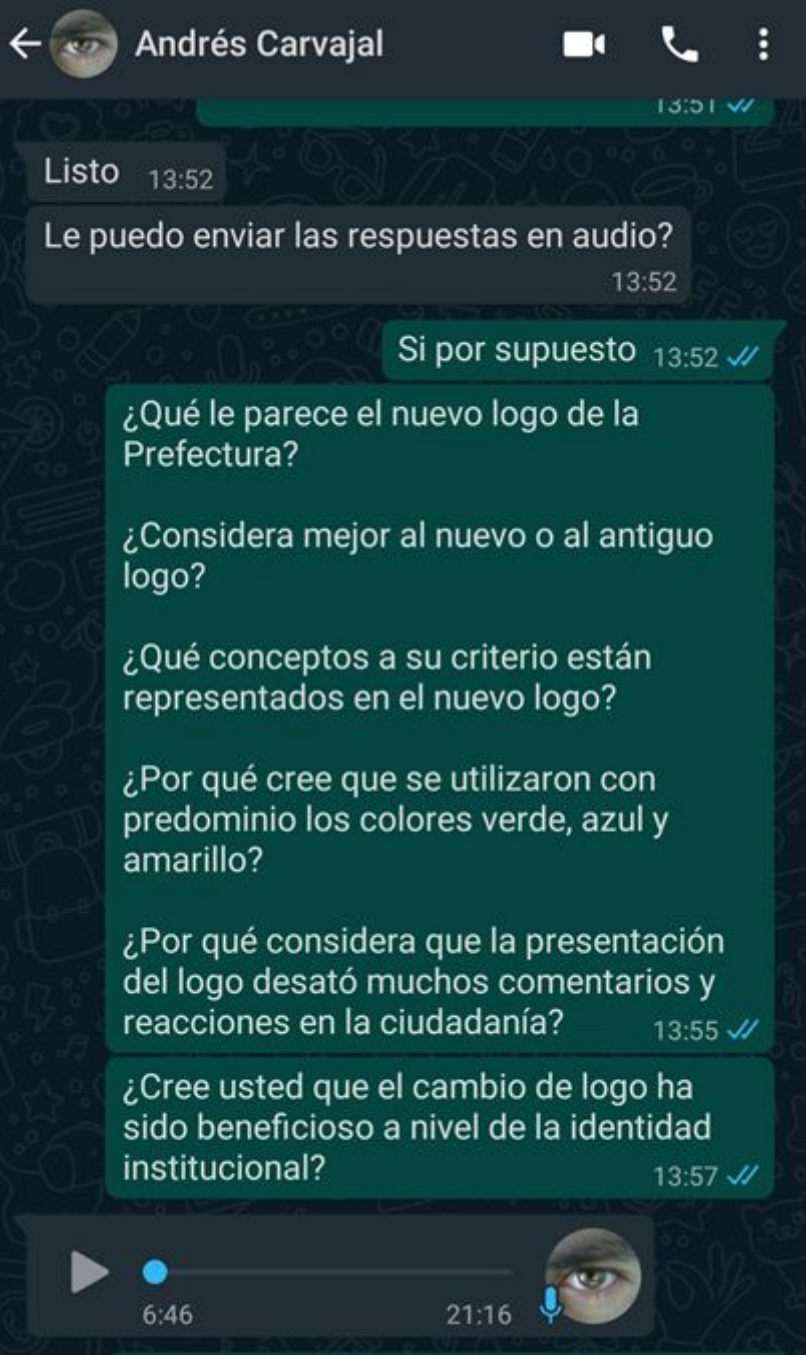 Andrés Carvajal
13:51
Listo 13:52
Le puedo enviar las respuestas en audio?
13:52
Si por supuesto 13:52
¿Qué le parece el nuevo logo de la
Prefectura?
¿Considera mejor al nuevo o al antiguo
logo?
¿Qué conceptos a su criterio están
representados en el nuevo logo?
¿Por qué cree que se utilizaron con
predominio los colores verde, azul y
amarillo?
¿Por qué considera que la presentación
del logo desató muchos comentarios y
reacciones en la ciudadanía? 13:55
¿Cree usted que el cambio de logo ha
sido beneficioso a nivel de la identidad
institucional? 13:57
6:46 21:16